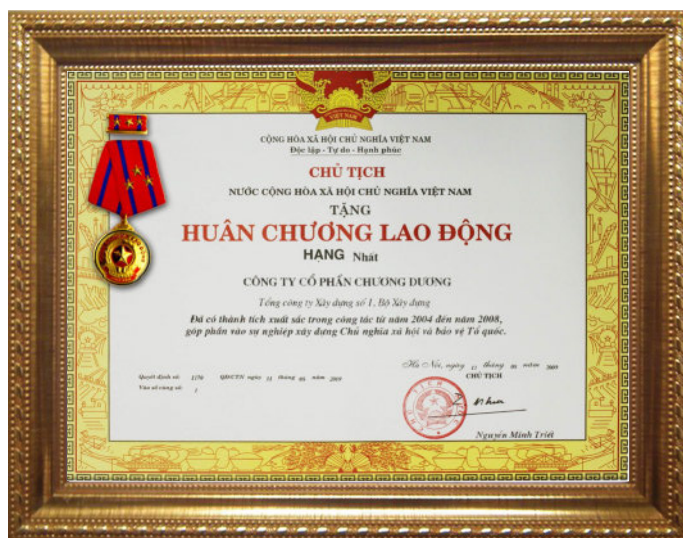 VIỆT NAM
CỘNG HÒA XÃ HỘI CHỦ NGHĨA VIỆT NAM
Độc lập - Tự do - Hạnh phúc
CHỦ TỊCH
NƯỚC CỘNG HÒA XÃ HỘI CHỦ NGHĨA VIỆT NAM
TẶNG
HUÂN CHƯƠNG LAO ĐỘNG
HẠNG Nhất
CÔNG TY CỔ PHẦN CHƯƠNG DƯƠNG
Tổng công ty Xây dựng số 1, Bộ Xây dựng
Đã có thành tích xuất sắc trong công tác từ năm 2004 đến năm 2008,
góp phần vào sự nghiệp xây dựng Chủ nghĩa xã hội và bảo vệ Tổ quốc.
Hà Nội, ngày tháng 08 năm 2009
Quyết định số: QĐ/CTN ngày tháng 08 năm 2009
CHỦ TỊCH
Vào sổ vàng số: 1
Nguyễn Minh Triết